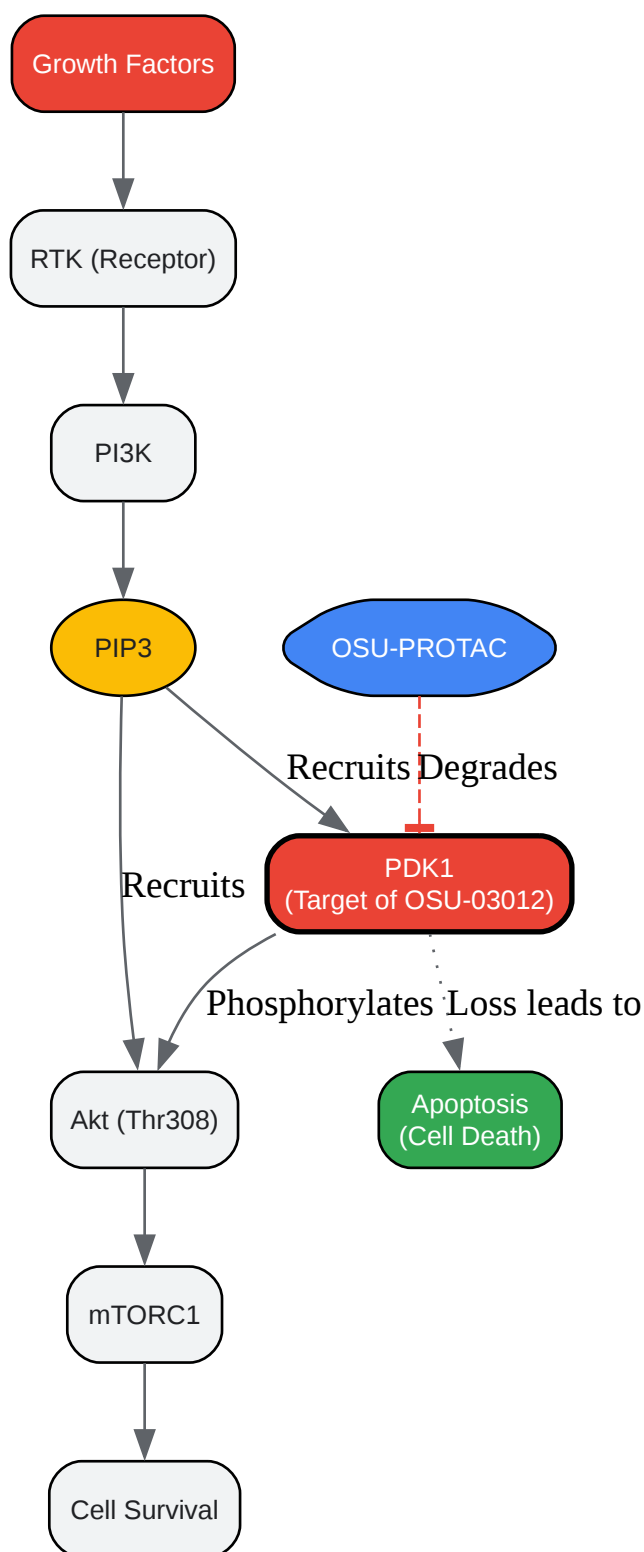 Growth Factors
RTK (Receptor)
PI3K
PIP3
OSU-PROTAC
Recruits
Degrades
PDK1
(Target of OSU-03012)
Recruits
Phosphorylates
Loss leads to
Akt (Thr308)
Apoptosis
(Cell Death)
mTORC1
Cell Survival